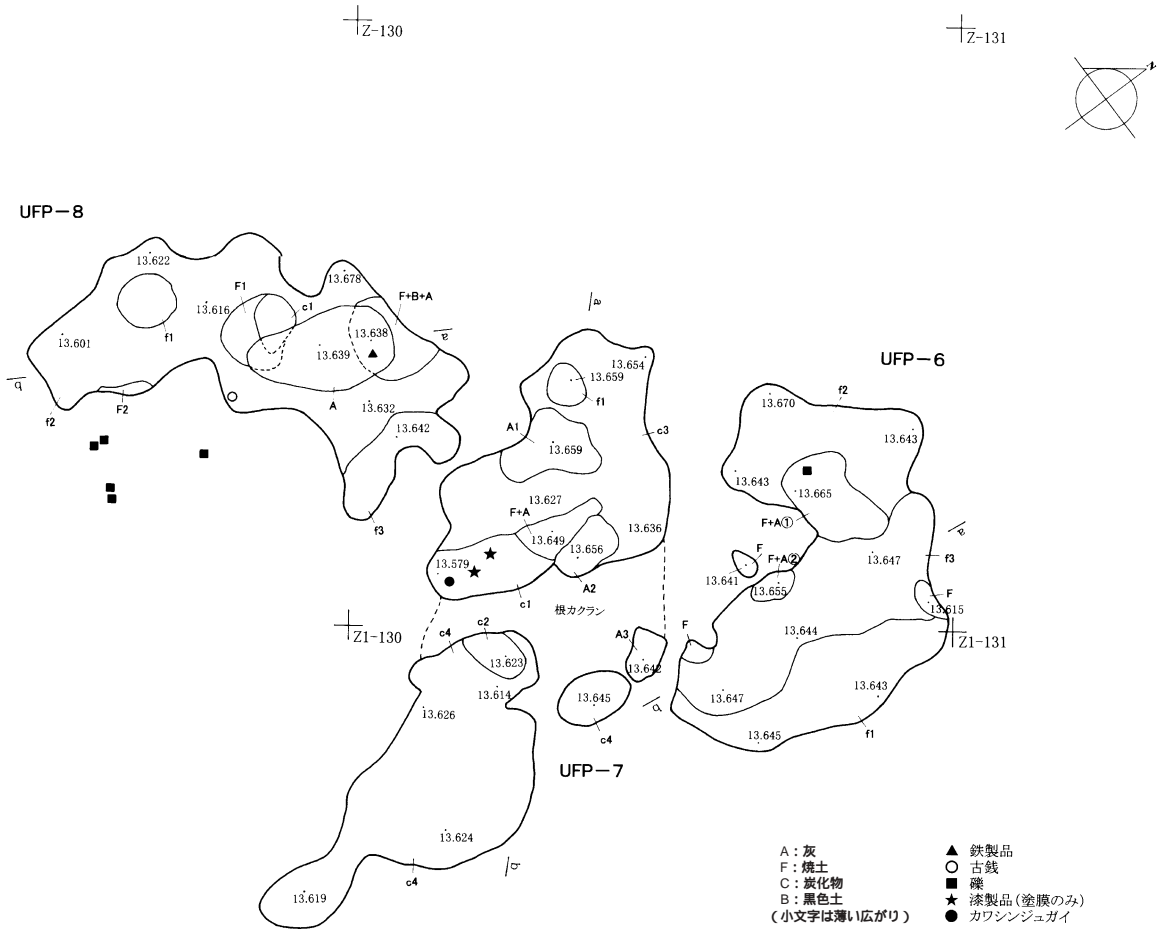 Z-130
Z-131
N
UFP-8
13.622
13.678
F1
F+B+A
13.616
c1
a
13.638
f1
13.601
13.639
b
f2
F2
A
13.632
13.642
f3
a
13.654
13.659
f1
A1
c3
13.659
13.627
F+A
13.649
13.636
13.656
13.579
A2
c1
根カクラン
UFP-6
f2
13.670
13.643
13.643
13.665
F+A①
a
F
F+A②
13.647
f3
13.641
13.655
F
13.615
Z1-130
c2
c4
A3
F
13.644
Z1-131
13.623
13.642
13.614
13.645
b
13.647
13.643
13.626
c4
f1
13.645
UFP-7
13.624
b
c4
13.619
A:灰
F:焼土
C:炭化物
B:黒色土
(小文字は薄い広がり)
▲ 鉄製品
○ 古銭
■ 礫
★ 漆製品(塗膜のみ)
● カワシンジュガイ